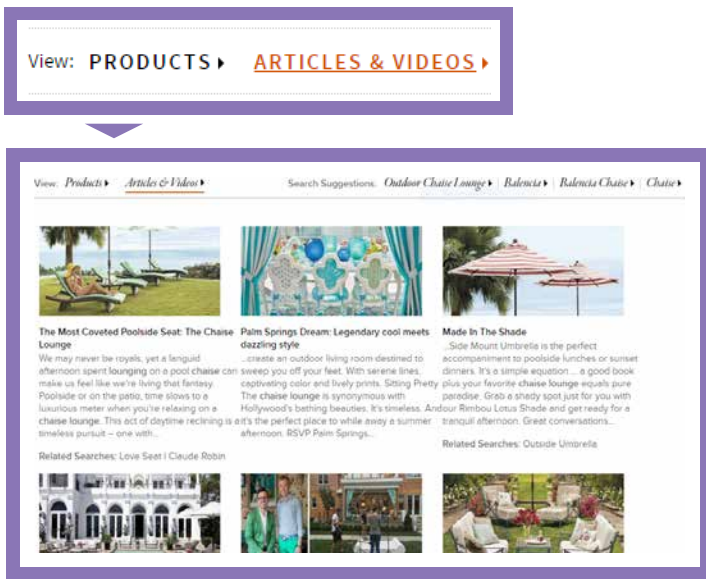 View: PRODUCTS ARTICLES & VIDEOS
View: Products Articles & Videos Search Suggestions: Outdoor Chaise Lounge | Balencia | Balencia Chaise | Chaise
The Most Coveted Poolside Seat: The Chaise
Lounge
We may never be royals, yet a languid
afternoon spent lounging on a pool chaise can
make us feel like we're living that fantasy.
Poolside or on the patio, time slows to a
luxurious meter when you're relaxing on a
chaise lounge. This act of daytime reclining is a
timeless pursuit – one with...
Related Searches: Love Seat | Claude Robin
Palm Springs Dream: Legendary cool meets
dazzling style
...create an outdoor living room destined to
sweep you off your feet. With serene lines,
captivating color and lively prints. Sitting Pretty
The chaise lounge is synonymous with
Hollywood's bathing beauties. It's timeless. And
it's the perfect place to while away a summer
afternoon. RSVP Palm Springs...
Made In The Shade
...Side Mount Umbrella is the perfect
accompaniment to poolside lunches or sunset
dinners. It's a simple equation ... a good book
plus your favorite chaise lounge equals pure
paradise. Grab a shady spot just for you with
our Rimbou Lotus Shade and get ready for a
tranquil afternoon. Great conversations...
Related Searches: Outside Umbrella